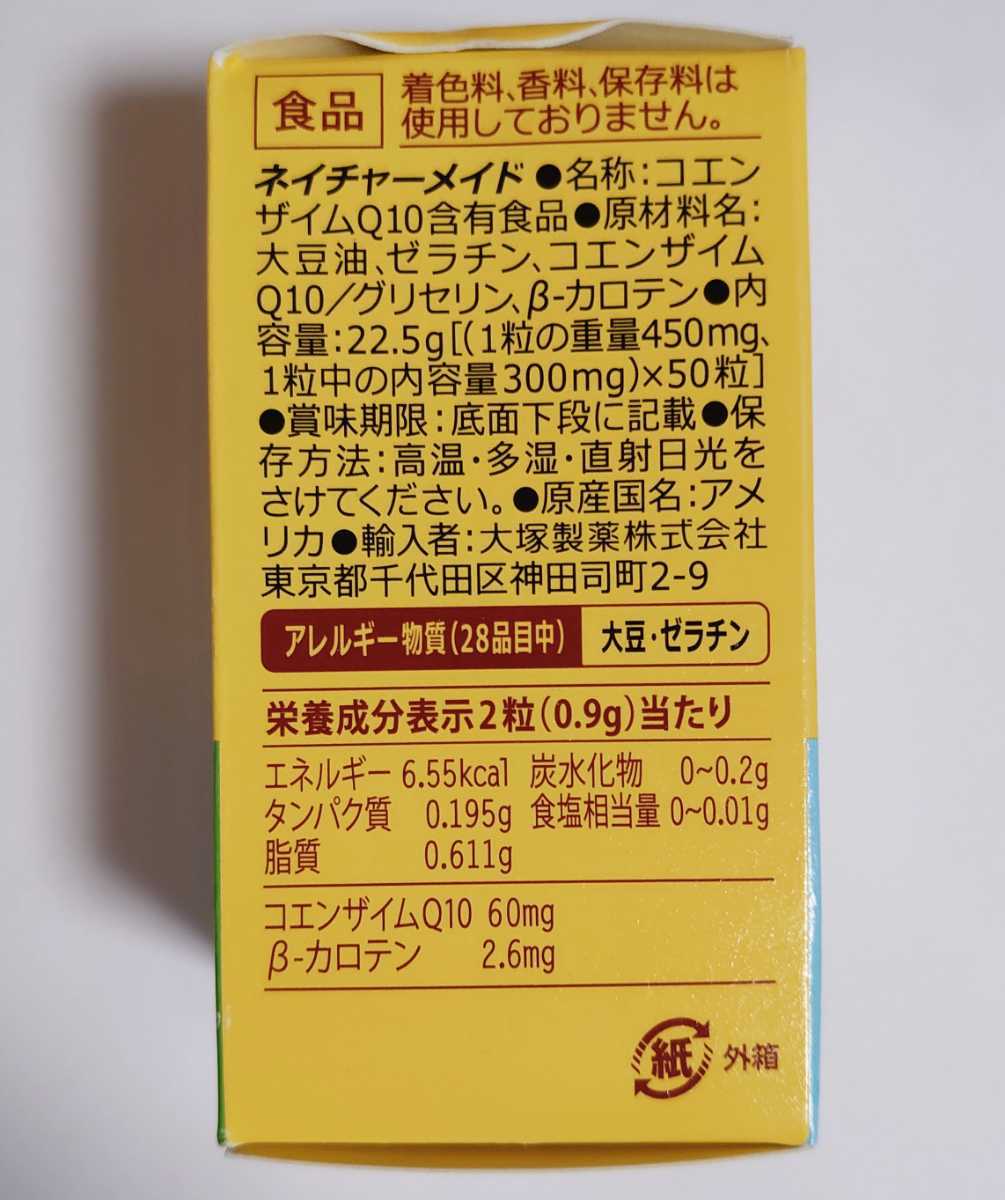 食品
着色料、香料、保存料は
使用しておりません。
ネイチャーメイド ●名称:コエン
ザイムQ10含有食品●原材料名:
大豆油、ゼラチン、コエンザイム
Q10/グリセリン、β-カロテン●内
容量:22.5g[(1粒の重量450mg、
1粒中の内容量300mg)×50粒]
●賞味期限:底面下段に記載●保
存方法:高温・多湿・直射日光を
さけてください。●原産国名:アメ
リカ●輸入者:大塚製薬株式会社
東京都千代田区神田司町2-9
アレルギー物質(28品目中) 大豆・ゼラチン
栄養成分表示2粒(0.9g)当たり
エネルギー 6.55kcal 炭水化物 0~0.2g
タンパク質 0.195g 食塩相当量 0~0.01g
脂質 0.611g
コエンザイムQ10 60mg
β-カロテン 2.6mg
紙 外箱